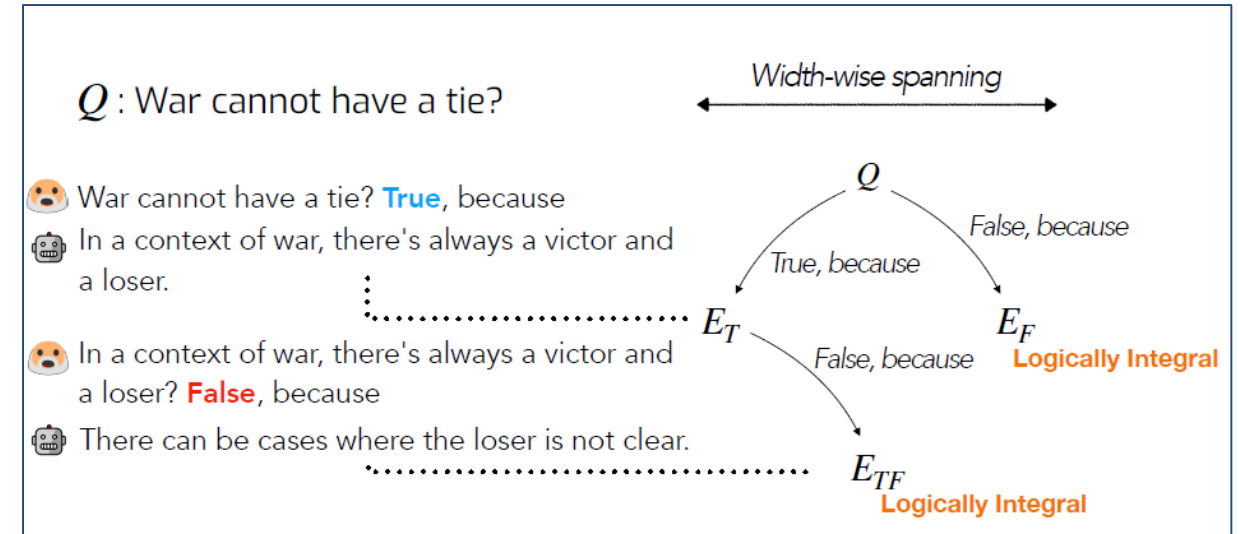 Q : War cannot have a tie?
Width-wise spanning
War cannot have a tie? True, because
In a context of war, there's always a victor and
a loser.
In a context of war, there's always a victor and
a loser? False, because
There can be cases where the loser is not clear.
Q
False, because
True, because
E_T
E_F
False, because
Logically Integral
E_TF
Logically Integral